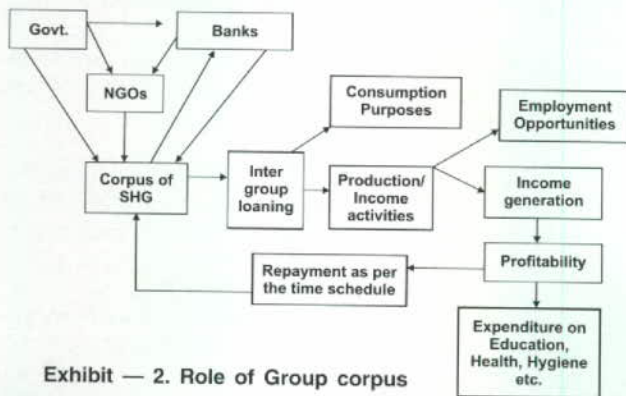 Govt.
Banks
NGOs
Consumption
Purposes
Employment
Opportunities
Corpus of
SHG
Inter
group
loaning
Production/
Income
activities
Income
generation
Repayment as per
the time schedule
Profitability
Expenditure on
Education,
Health, Hygiene
etc.
Exhibit — 2. Role of Group corpus